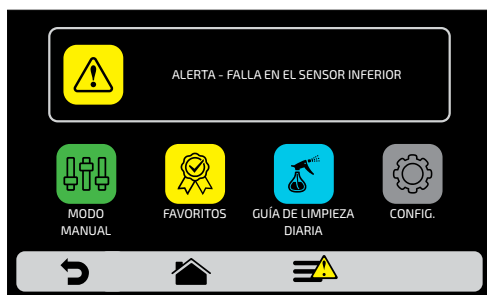 ALERTA - FALLA EN EL SENSOR INFERIOR
MODO
MANUAL
FAVORITOS
GUÍA DE LIMPIEZA
DIARIA
CONFIG.